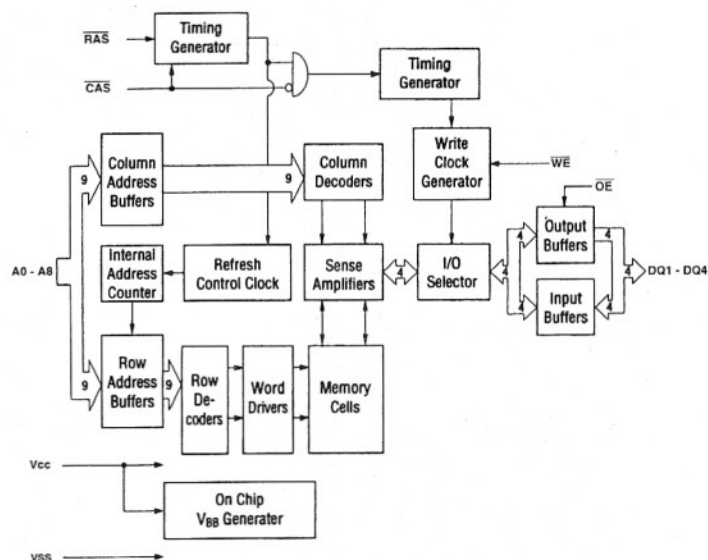 RAS
Timing
Generator
CAS
Timing
Generator
Write
Clock
Generator
WE
OE
Column
Address
Buffers
9
9
Column
Decoders
A0 - A8
Internal
Address
Counter
Refresh
Control Clock
Sense
Amplifiers
4
I/O
Selector
4
4
4
Output
Buffers
4
Input
Buffers
4
4
DQ1 - DQ4
9
Row
Address
Buffers
9
Row
De-
coders
Word
Drivers
Memory
Cells
Vcc
On Chip
VBB Generater
VSS